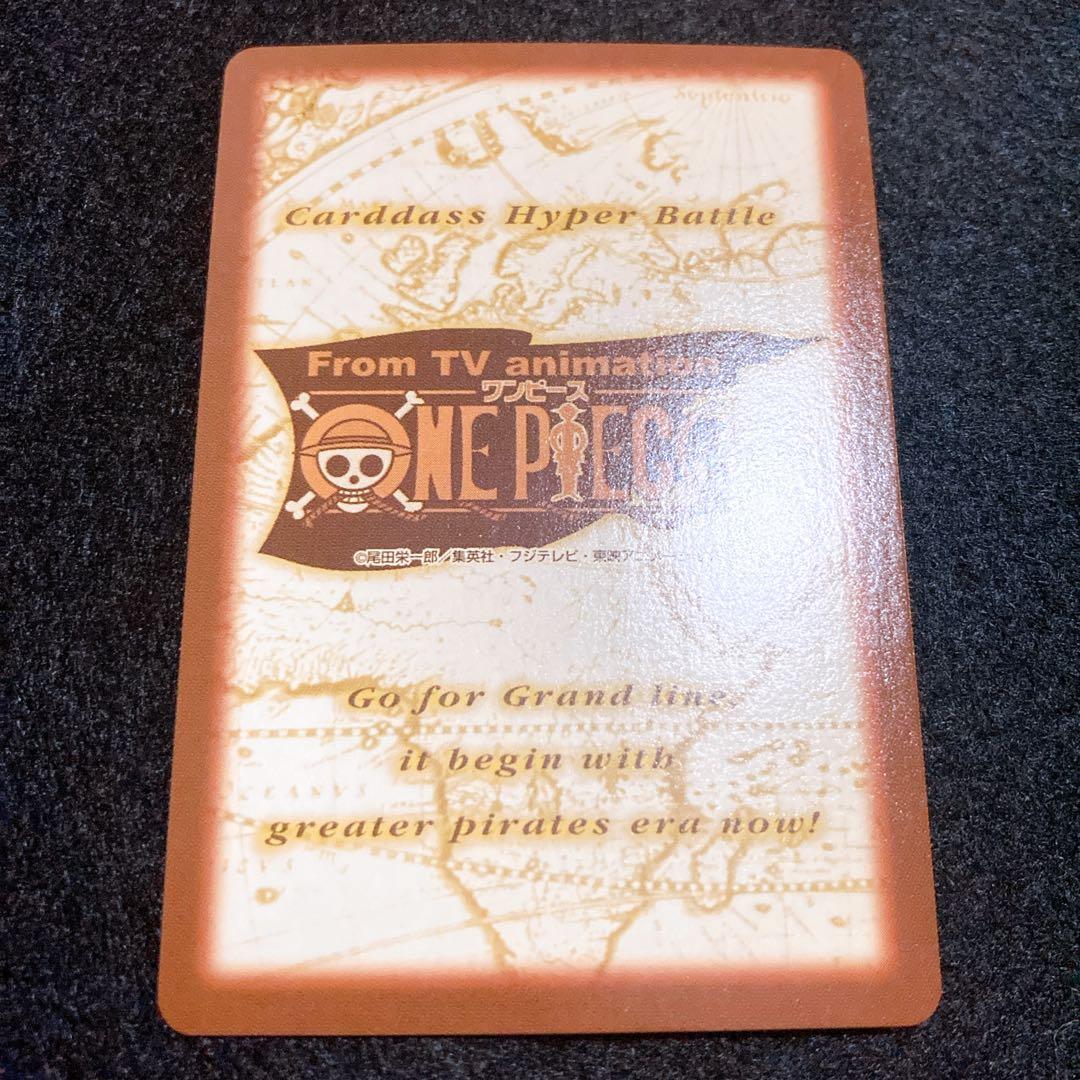 Septentrio
Carddass Hyper Battle
From TV animation
ワンピース
ONE PIECE
©尾田栄一郎／集英社・フジテレビ・東映アニメーション
Go for Grand line,
it begin with
OCEANVS
greater pirates era now!